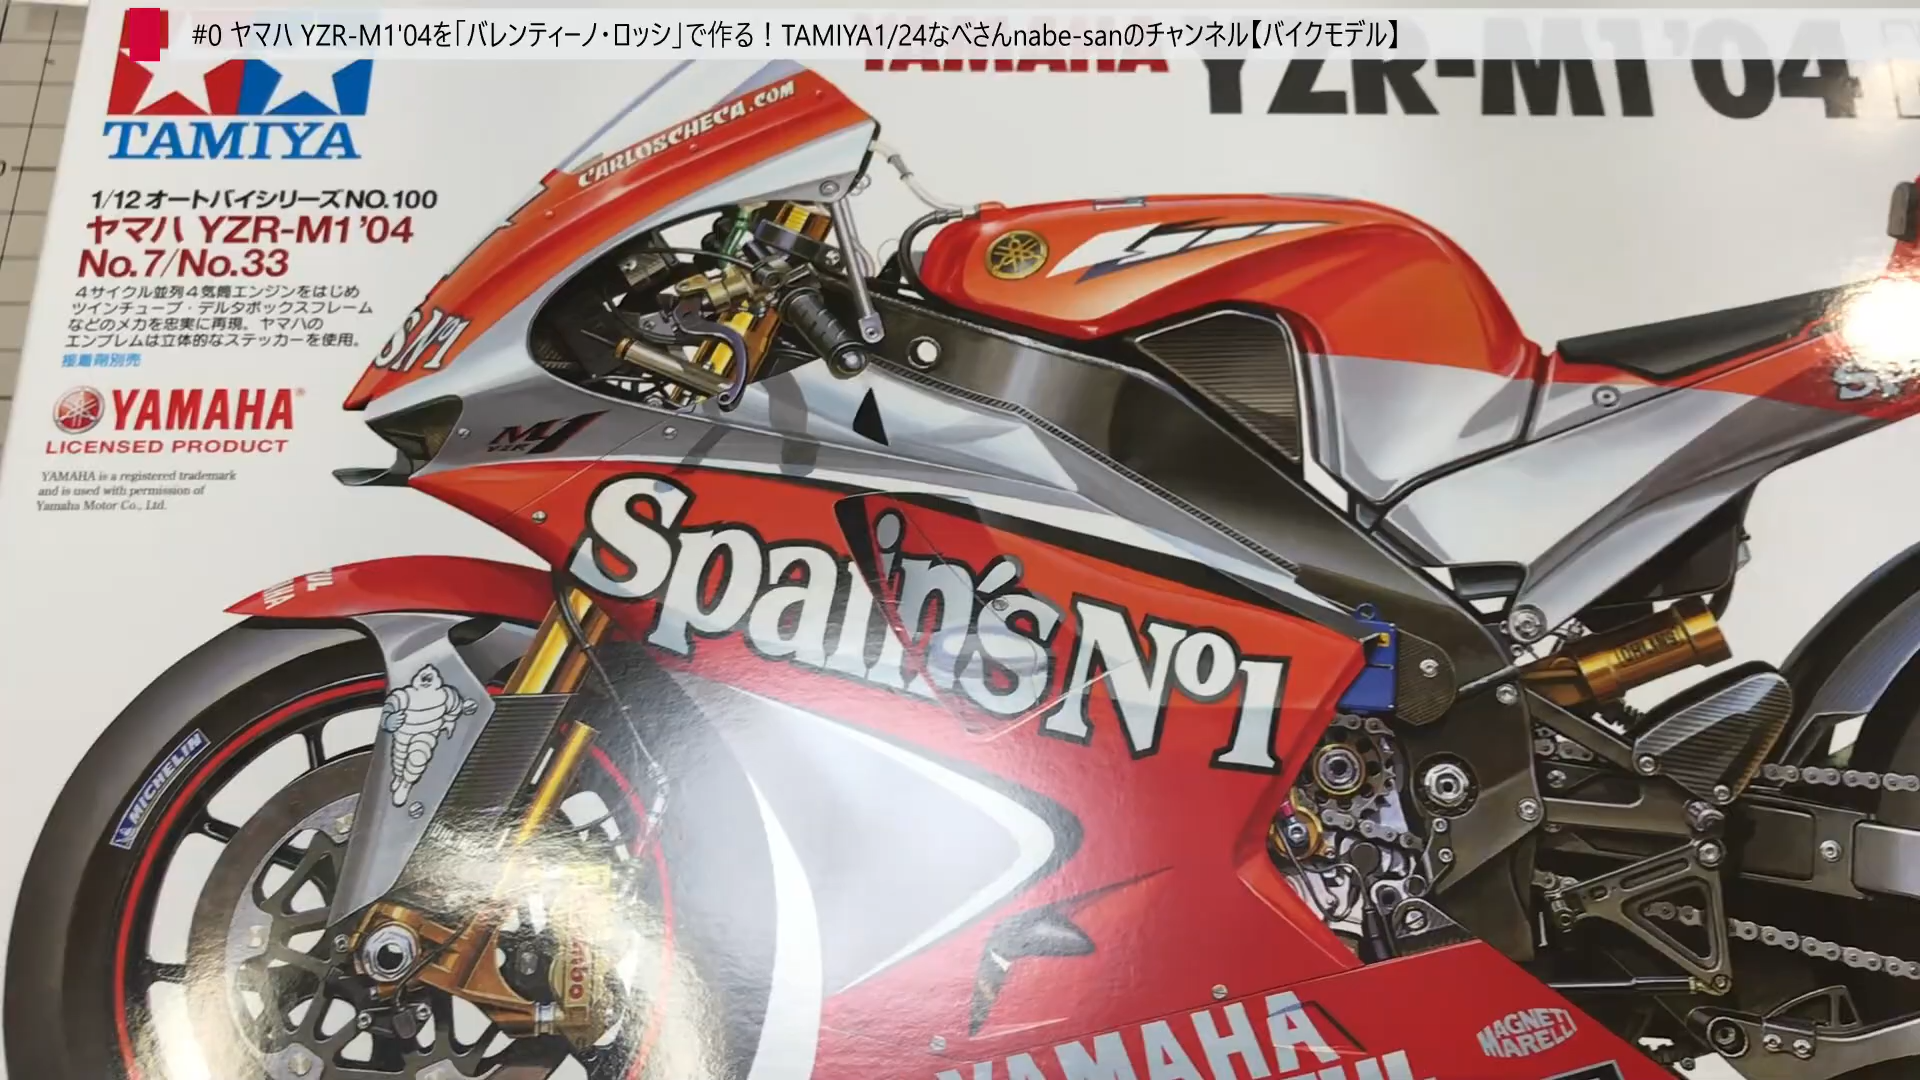 #0 ヤマハ YZR-M1'04を「バレンティーノ・ロッシ」で作る！TAMIYA1/24なべさんnabe-sanのチャンネル【バイクモデル】
YAMAHA YZR-M1'04
TAMIYA
1/12 オートバイシリーズNO.100
ヤマハ YZR-M1 '04
No.7/No.33
4サイクル並列4気筒エンジンをはじめ
ツインチューブ・デルタボックスフレーム
などのメカを忠実に再現。ヤマハの
エンブレムは立体的なステッカーを使用。
接着剤別売
YAMAHA
LICENSED PRODUCT
YAMAHA is a registered trademark
and is used with permission of
Yamaha Motor Co., Ltd.
CARLOSCHECA.COM
SNº1
M1
YZR
Spain's Nº1
ÖHLINS
MICHELIN
YAMAHA
MAGNETI
MARELLI